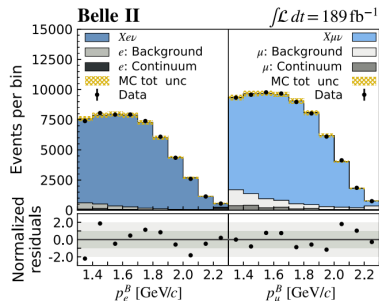 Belle II ∫ℒ dt = 189 fb⁻¹
15000
12500
10000
7500
5000
2500
0
Events per bin
Xeν
e: Background
e: Continuum
MC tot unc
Data
Xμν
μ: Background
μ: Continuum
MC tot unc
Data
2.0
0.0
−2.0
Normalized
residuals
1.4 1.6 1.8 2.0 2.2 1.4 1.6 1.8 2.0 2.2
p_e^B [GeV/c] p_μ^B [GeV/c]